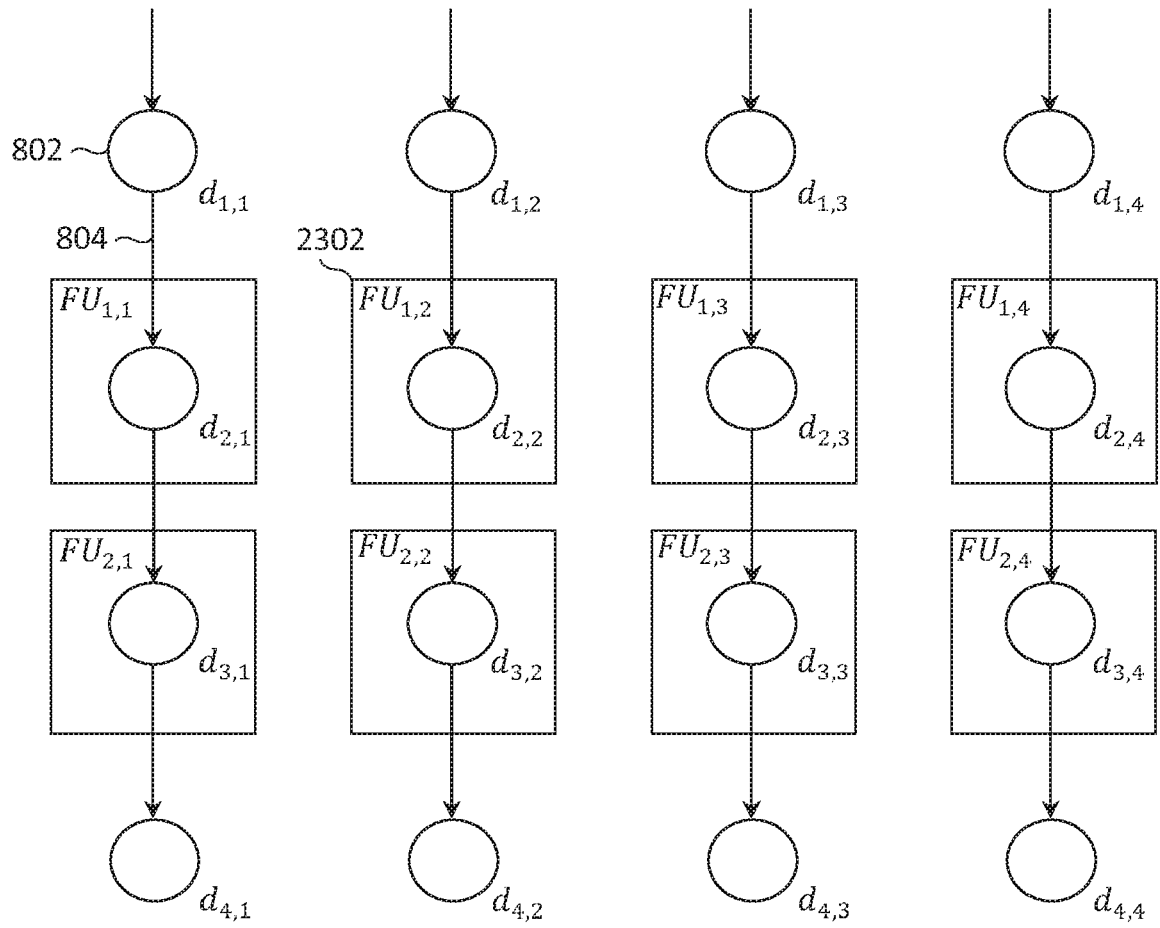 802
d1,1 d1,2 d1,3 d1,4
804 2302
FU1,1 FU1,2 FU1,3 FU1,4
d2,1 d2,2 d2,3 d2,4
FU2,1 FU2,2 FU2,3 FU2,4
d3,1 d3,2 d3,3 d3,4
d4,1 d4,2 d4,3 d4,4